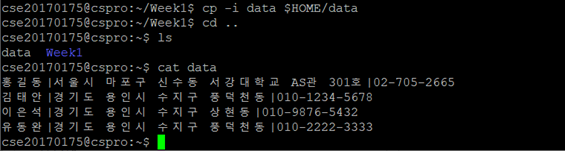 cse20170175@cspro:~/Week1$ cp -i data $HOME/data
cse20170175@cspro:~/Week1$ cd ..
cse20170175@cspro:~$ ls
data  Week1
cse20170175@cspro:~$ cat data
홍길동|서울시 마포구 신수동 서강대학교 AS관 301호|02-705-2665
김태안|경기도 용인시 수지구 풍덕천동|010-1234-5678
이은석|경기도 용인시 수지구 상현동|010-9876-5432
유동완|경기도 용인시 수지구 풍덕천동|010-2222-3333
cse20170175@cspro:~$